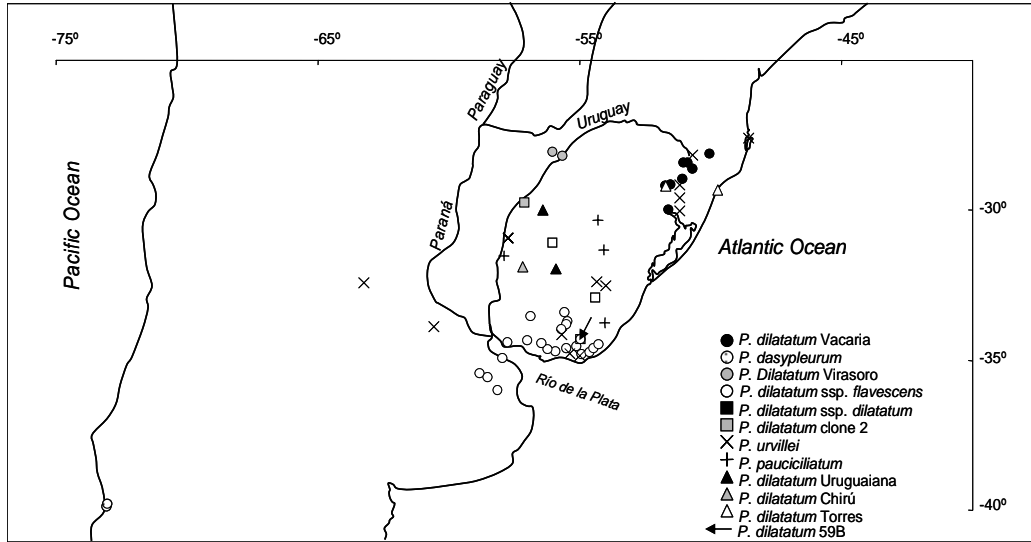 -75º
-65º
-55º
-45º
Pacific Ocean
Paraguay
Uruguay
Paraná
-30º
Atlantic Ocean
-35º
Río de la Plata
-40º
P. dilatatum Vacaria
P. dasypleurum
P. Dilatatum Virasoro
P. dilatatum ssp. flavescens
P. dilatatum ssp. dilatatum
P. dilatatum clone 2
P. urvillei
P. pauciciliatum
P. dilatatum Uruguaiana
P. dilatatum Chirú
P. dilatatum Torres
P. dilatatum 59B